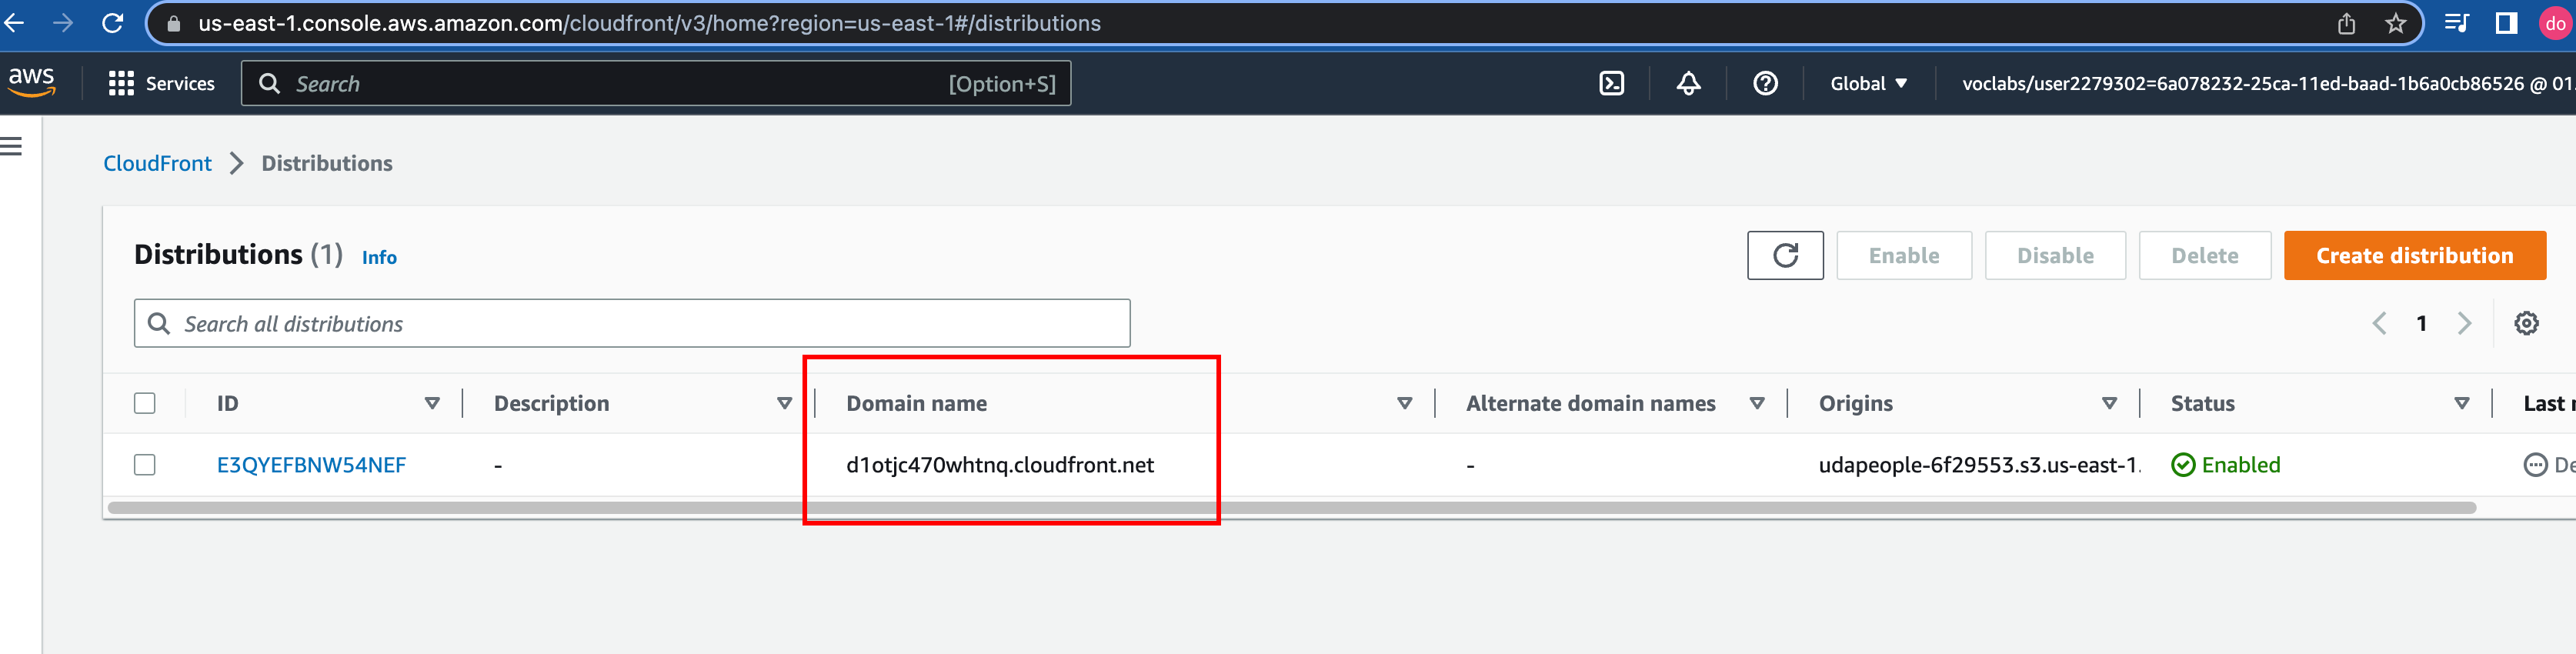 us-east-1.console.aws.amazon.com/cloudfront/v3/home?region=us-east-1#/distributions
do
aws
Services
Search
[Option+S]
Global
voclabs/user2279302=6a078232-25ca-11ed-baad-1b6a0cb86526 @ 01
CloudFront
Distributions
Distributions (1)
Info
Enable
Disable
Delete
Create distribution
Search all distributions
1
ID
Description
Domain name
Alternate domain names
Origins
Status
Last
E3QYEFBNW54NEF
-
d1otjc470whtnq.cloudfront.net
-
udapeople-6f29553.s3.us-east-1.
Enabled
De